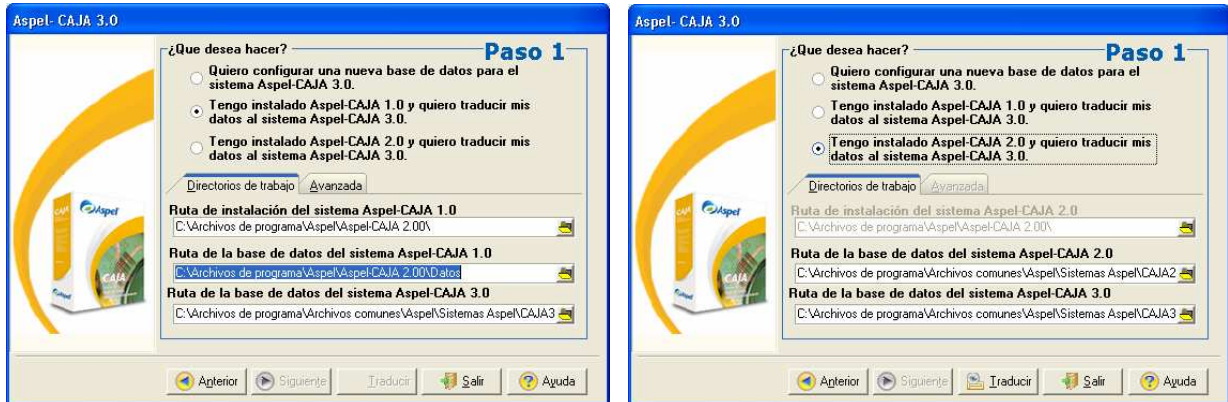 Aspel- CAJA 3.0
¿Que desea hacer?
Paso 1
Quiero configurar una nueva base de datos para el
sistema Aspel-CAJA 3.0.
Tengo instalado Aspel-CAJA 1.0 y quiero traducir mis
datos al sistema Aspel-CAJA 3.0.
Tengo instalado Aspel-CAJA 2.0 y quiero traducir mis
datos al sistema Aspel-CAJA 3.0.
Directorios de trabajo
Avanzada
Ruta de instalación del sistema Aspel-CAJA 1.0
C:\Archivos de programa\Aspel\Aspel-CAJA 2.00\
Ruta de la base de datos del sistema Aspel-CAJA 1.0
C:\Archivos de programa\Aspel\Aspel-CAJA 2.00\Datos
Ruta de la base de datos del sistema Aspel-CAJA 3.0
C:\Archivos de programa\Archivos comunes\Aspel\Sistemas Aspel\CAJA3
CAJA
Aspel
CAJA
Aspel
Anterior
Siguiente
Traducir
Salir
Ayuda
Aspel- CAJA 3.0
¿Que desea hacer?
Paso 1
Quiero configurar una nueva base de datos para el
sistema Aspel-CAJA 3.0.
Tengo instalado Aspel-CAJA 1.0 y quiero traducir mis
datos al sistema Aspel-CAJA 3.0.
Tengo instalado Aspel-CAJA 2.0 y quiero traducir mis
datos al sistema Aspel-CAJA 3.0.
Directorios de trabajo
Avanzada
Ruta de instalación del sistema Aspel-CAJA 2.0
C:\Archivos de programa\Aspel\Aspel-CAJA 2.00\
Ruta de la base de datos del sistema Aspel-CAJA 2.0
C:\Archivos de programa\Archivos comunes\Aspel\Sistemas Aspel\CAJA2
Ruta de la base de datos del sistema Aspel-CAJA 3.0
C:\Archivos de programa\Archivos comunes\Aspel\Sistemas Aspel\CAJA3
CAJA
Aspel
CAJA
Aspel
Anterior
Siguiente
Traducir
Salir
Ayuda